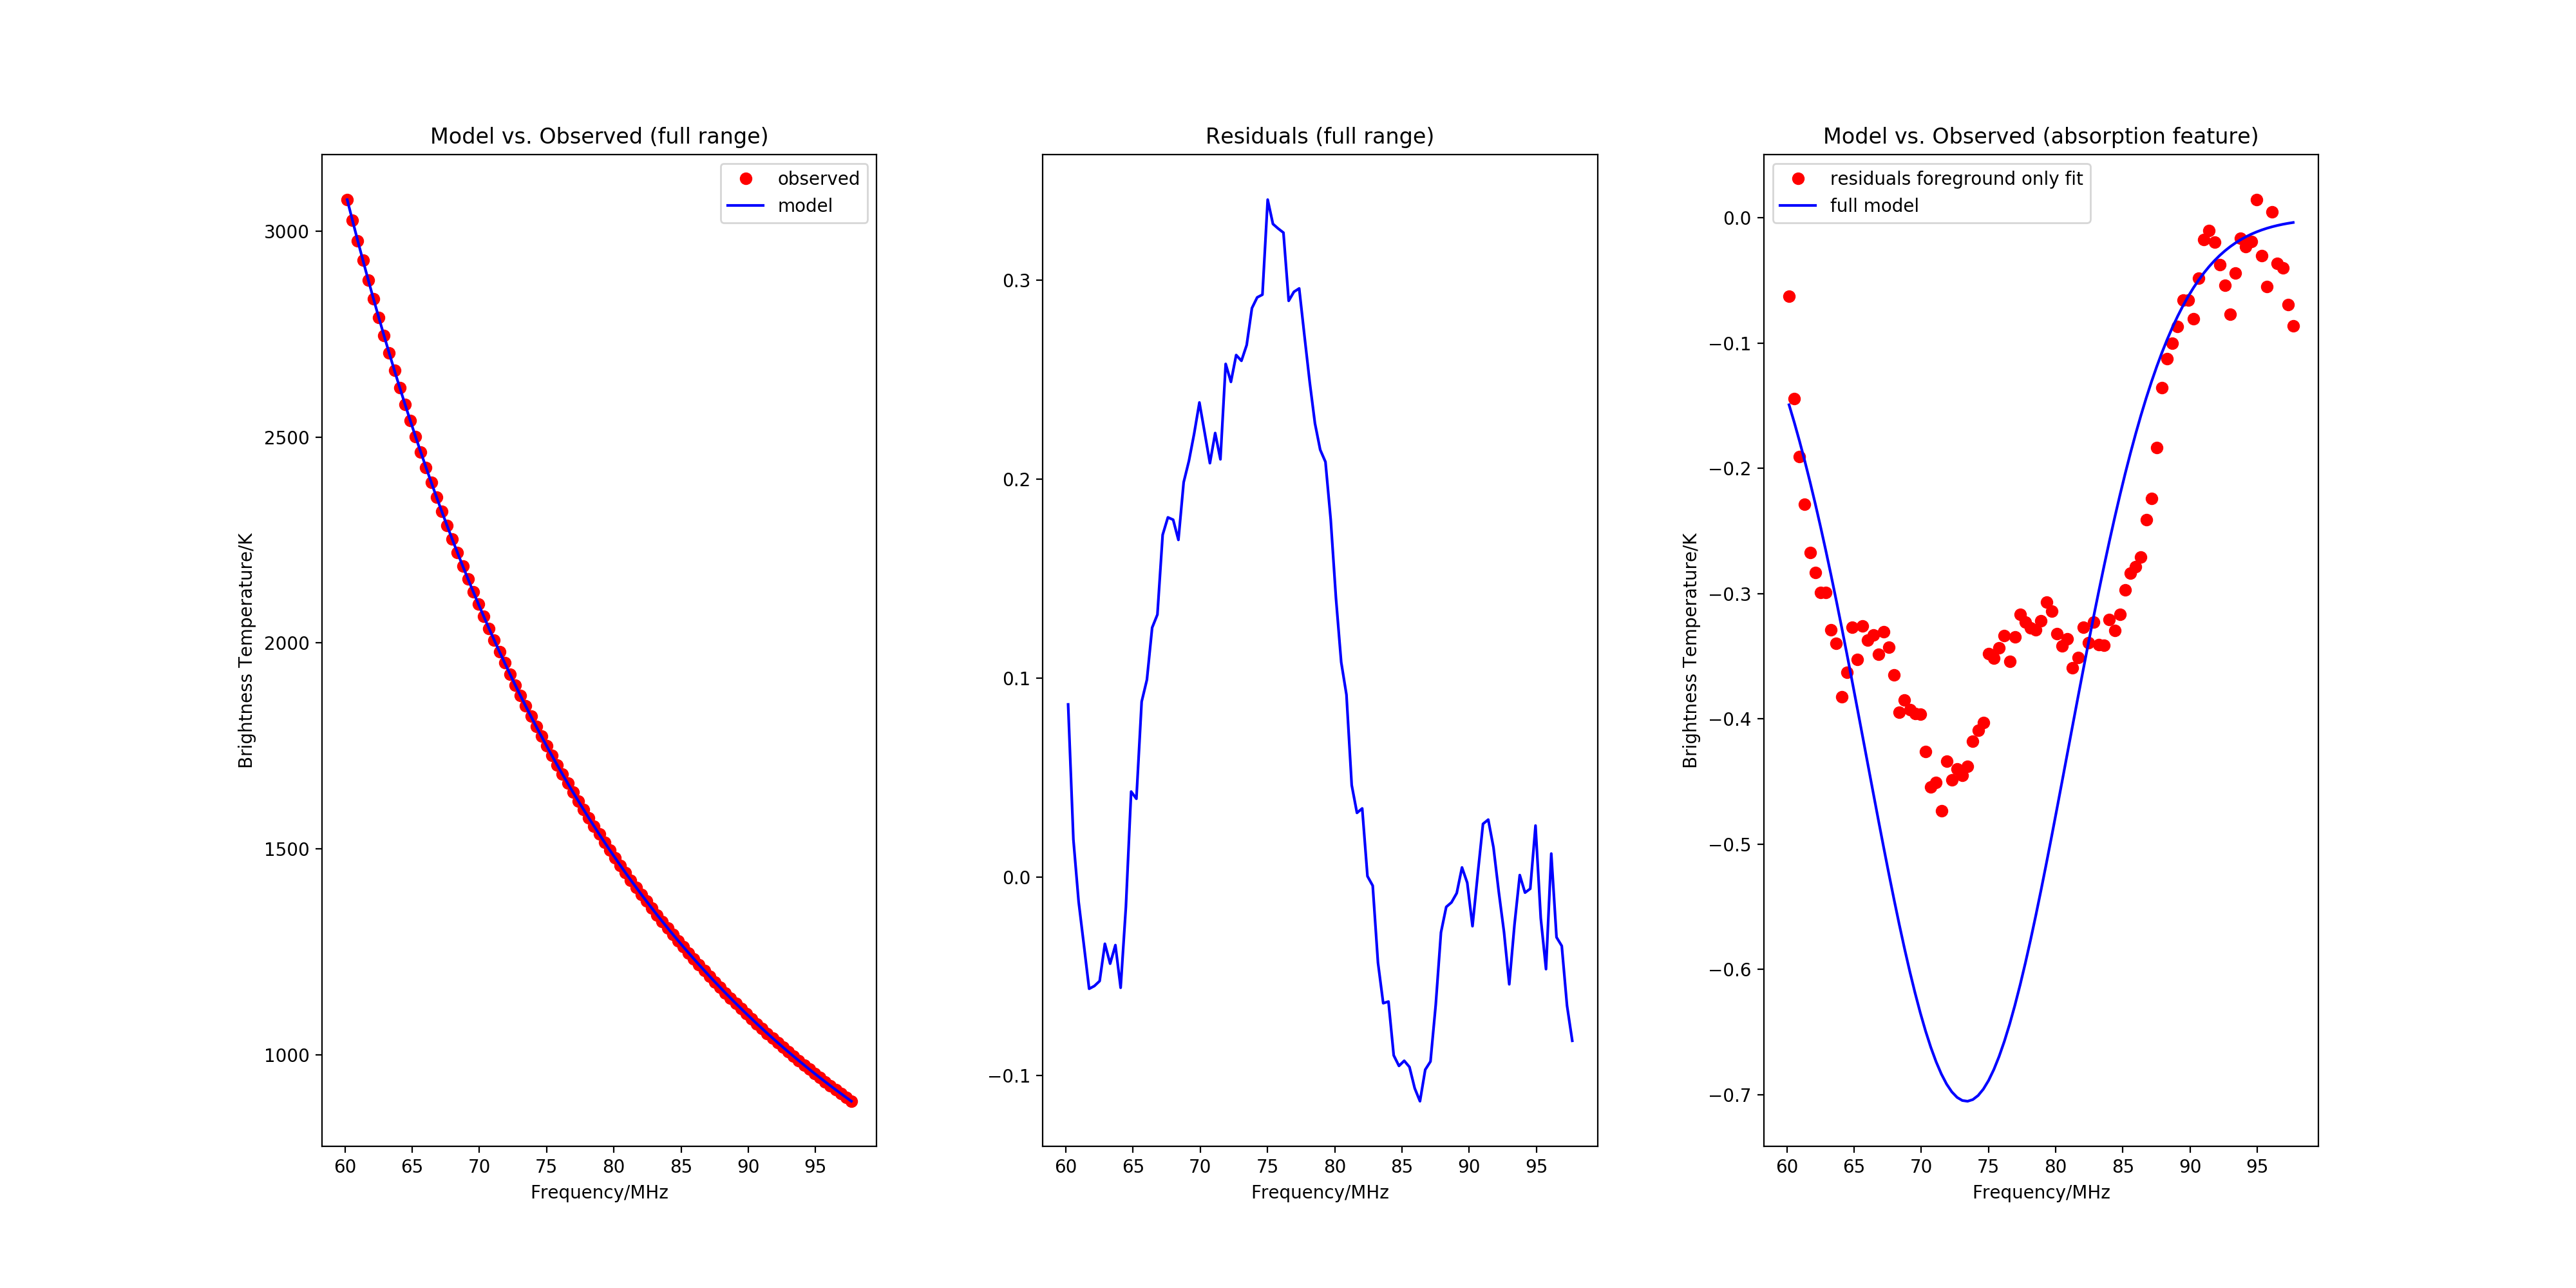 Model vs. Observed (full range)
observed
model
3000
2500
2000
1500
1000
Brightness Temperature/K
60 65 70 75 80 85 90 95
Frequency/MHz
Residuals (full range)
0.3
0.2
0.1
0.0
−0.1
60 65 70 75 80 85 90 95
Frequency/MHz
Model vs. Observed (absorption feature)
residuals foreground only fit
full model
0.0
−0.1
−0.2
−0.3
−0.4
−0.5
−0.6
−0.7
Brightness Temperature/K
60 65 70 75 80 85 90 95
Frequency/MHz